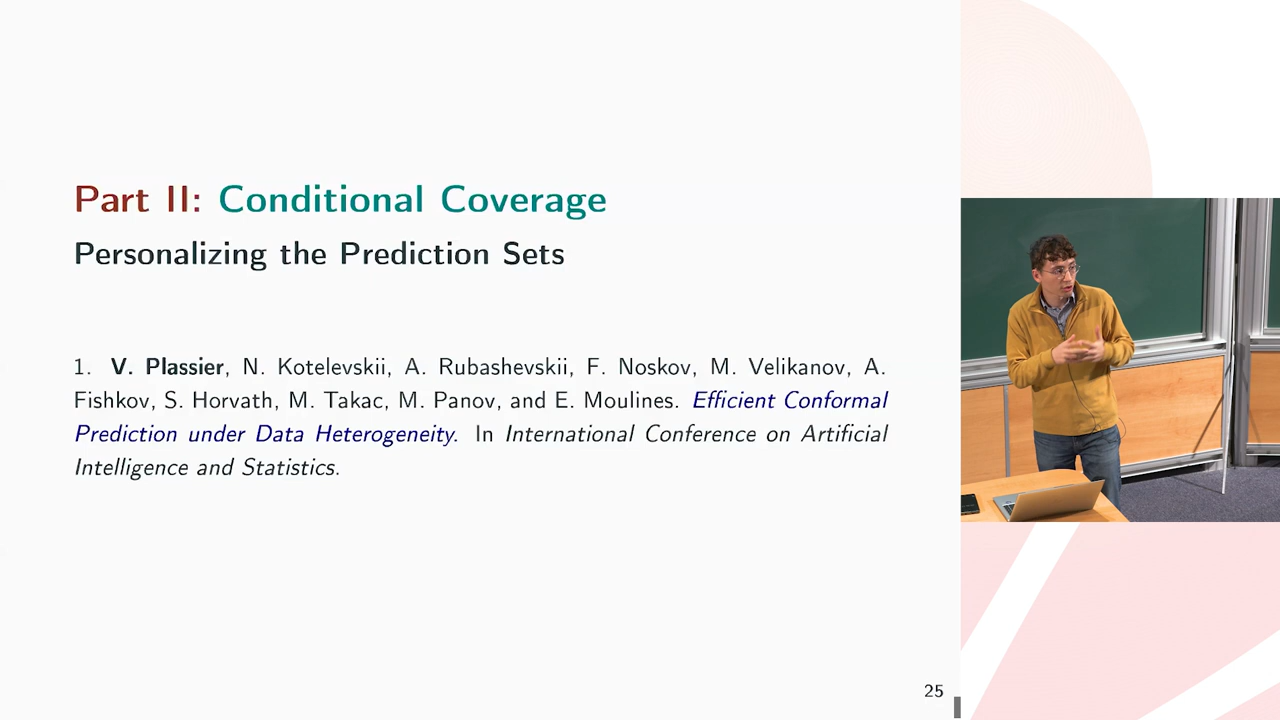 Part II: Conditional Coverage
Personalizing the Prediction Sets
1. V. Plassier, N. Kotelevskii, A. Rubashevskii, F. Noskov, M. Velikanov, A.
Fishkov, S. Horvath, M. Takac, M. Panov, and E. Moulines. Efficient Conformal
Prediction under Data Heterogeneity. In International Conference on Artificial
Intelligence and Statistics.
25